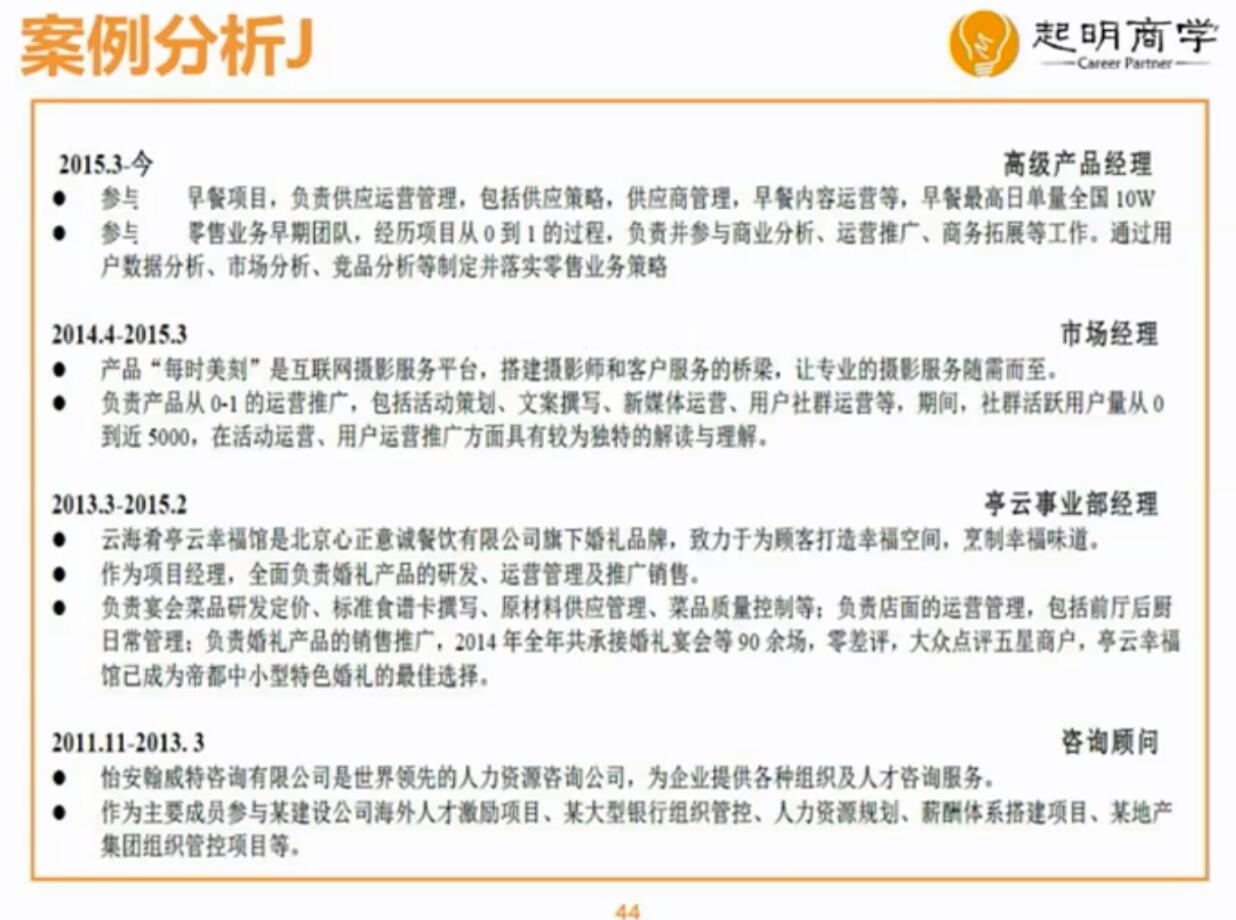 案例分析J
起明商学
Career Partner
2015.3-今 高级产品经理
● 参与 早餐项目，负责供应运营管理，包括供应策略，供应商管理，早餐内容运营等，早餐最高日单量全国 10W
● 参与 零售业务早期团队，经历项目从 0 到 1 的过程，负责并参与商业分析、运营推广、商务拓展等工作。通过用
户数据分析、市场分析、竞品分析等制定并落实零售业务策略
2014.4-2015.3 市场经理
● 产品“每时美刻”是互联网摄影服务平台，搭建摄影师和客户服务的桥梁，让专业的摄影服务随需而至。
● 负责产品从 0-1 的运营推广，包括活动策划、文案撰写、新媒体运营、用户社群运营等，期间，社群活跃用户量从 0
到近 5000，在活动运营、用户运营推广方面具有较为独特的解读与理解。
2013.3-2015.2 亭云事业部经理
● 云海肴亭云幸福馆是北京心正意诚餐饮有限公司旗下婚礼品牌，致力于为顾客打造幸福空间，烹制幸福味道。
● 作为项目经理，全面负责婚礼产品的研发、运营管理及推广销售。
● 负责宴会菜品研发定价、标准食谱卡撰写、原材料供应管理、菜品质量控制等；负责店面的运营管理，包括前厅后厨
日常管理；负责婚礼产品的销售推广，2014 年全年共承接婚礼宴会等 90 余场，零差评，大众点评五星商户，亭云幸福
馆已成为帝都中小型特色婚礼的最佳选择。
2011.11-2013. 3 咨询顾问
● 怡安翰威特咨询有限公司是世界领先的人力资源咨询公司，为企业提供各种组织及人才咨询服务。
● 作为主要成员参与某建设公司海外人才激励项目、某大型银行组织管控、人力资源规划、薪酬体系搭建项目、某地产
集团组织管控项目等。
44